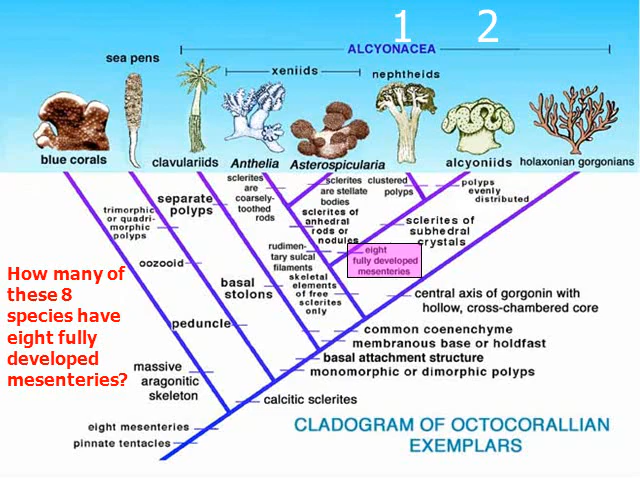 1 2
ALCYONACEA
sea pens
xeniids
nephtheids
blue corals
clavulariids
Anthelia
Asterospicularia
alcyoniids
holaxonian gorgonians
sclerites
are
coarsely-
toothed
rods
sclerites
are stellate
bodies
clustered
polyps
polyps
evenly
distributed
separate
polyps
trimorphic
or quadri-
morphic
polyps
sclerites of
anhedral
rods or
nodules
sclerites of
subhedral
crystals
rudimen-
tary sulcal
filaments
eight
fully developed
mesenteries
oozooid
basal
stolons
skeletal
elements
of free
sclerites
only
How many of
these 8
species have
eight fully
developed
mesenteries?
central axis of gorgonin with
hollow, cross-chambered core
peduncle
common coenenchyme
membranous base or holdfast
basal attachment structure
monomorphic or dimorphic polyps
massive
aragonitic
skeleton
calcitic sclerites
eight mesenteries
pinnate tentacles
CLADOGRAM OF OCTOCORALLIAN
EXEMPLARS